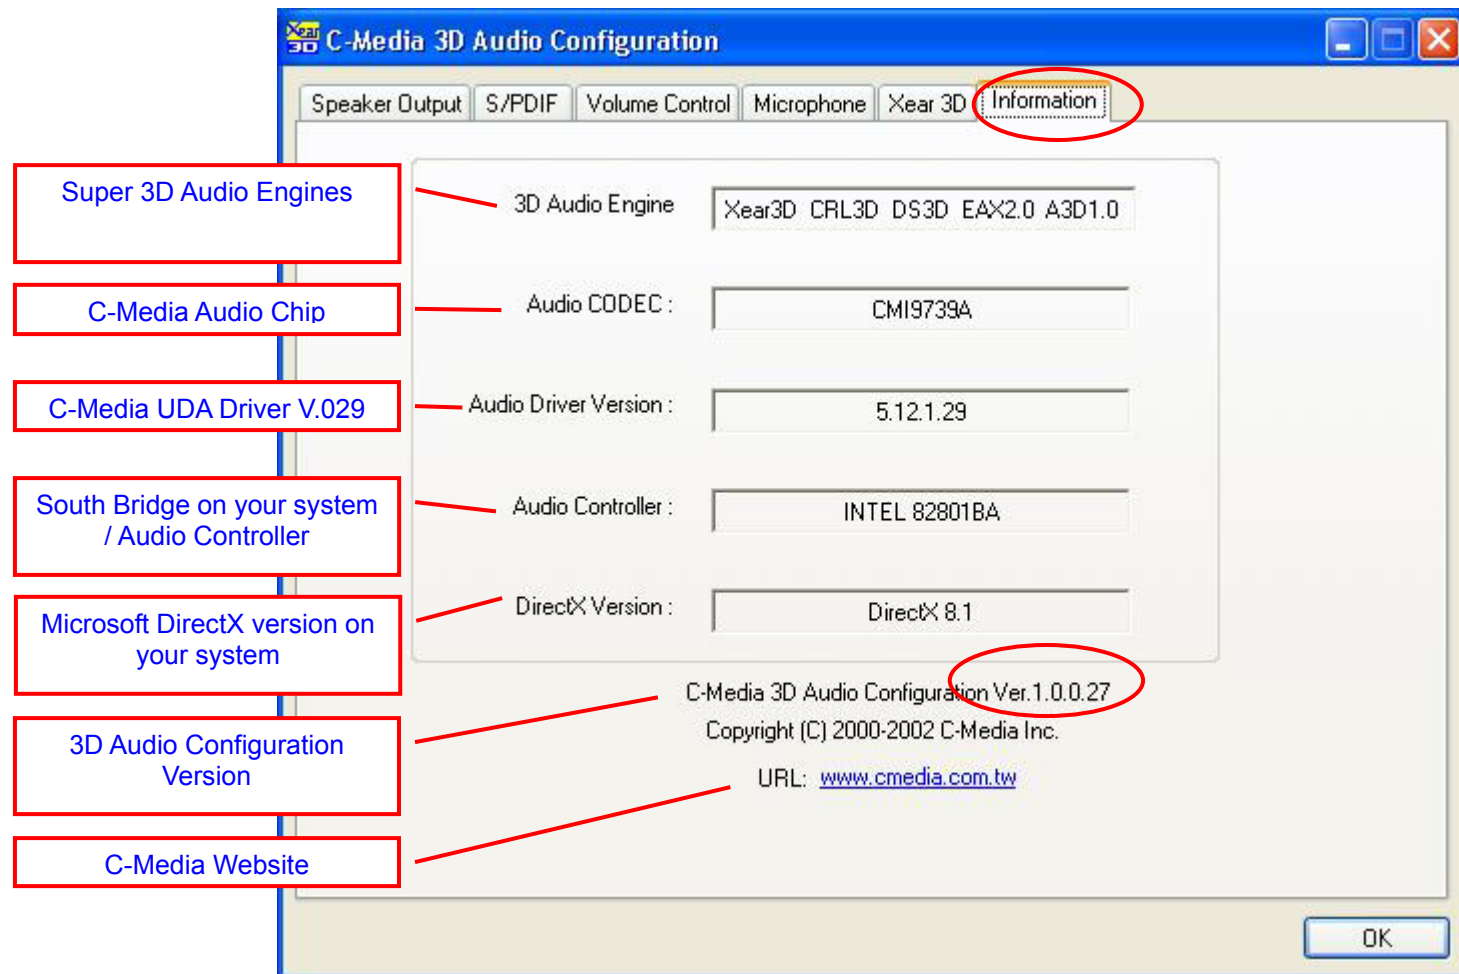 Xear 3D C-Media 3D Audio Configuration
Speaker Output S/PDIF Volume Control Microphone Xear 3D Information
Super 3D Audio Engines
3D Audio Engine Xear3D CRL3D DS3D EAX2.0 A3D1.0
C-Media Audio Chip
Audio CODEC : CMI9739A
C-Media UDA Driver V.029
Audio Driver Version : 5.12.1.29
South Bridge on your system
/ Audio Controller
Audio Controller : INTEL 82801BA
Microsoft DirectX version on
your system
DirectX Version : DirectX 8.1
3D Audio Configuration
Version
C-Media 3D Audio Configuration Ver.1.0.0.27
Copyright (C) 2000-2002 C-Media Inc.
C-Media Website
URL: www.cmedia.com.tw
OK